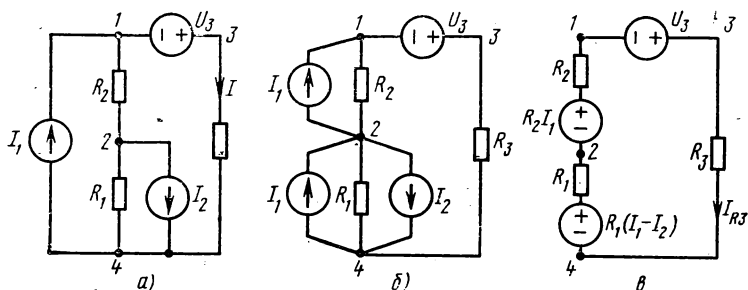 1
U₃
3
R₂
I
I₁
2
R₁
I₂
4
а)
1
U₃
3
I₁
R₂
2
R₃
I₁
R₁
I₂
4
б)
1
U₃
3
R₂
R₂I₁
2
R₃
R₁
I_R3
R₁(I₁−I₂)
4
в